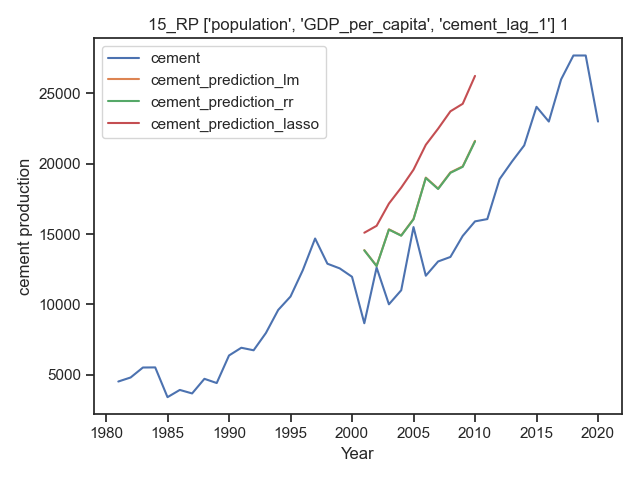 15_RP ['population', 'GDP_per_capita', 'cement_lag_1'] 1
cement
cement_prediction_lm
cement_prediction_rr
cement_prediction_lasso
25000
20000
15000
10000
5000
cement production
1980 1985 1990 1995 2000 2005 2010 2015 2020
Year